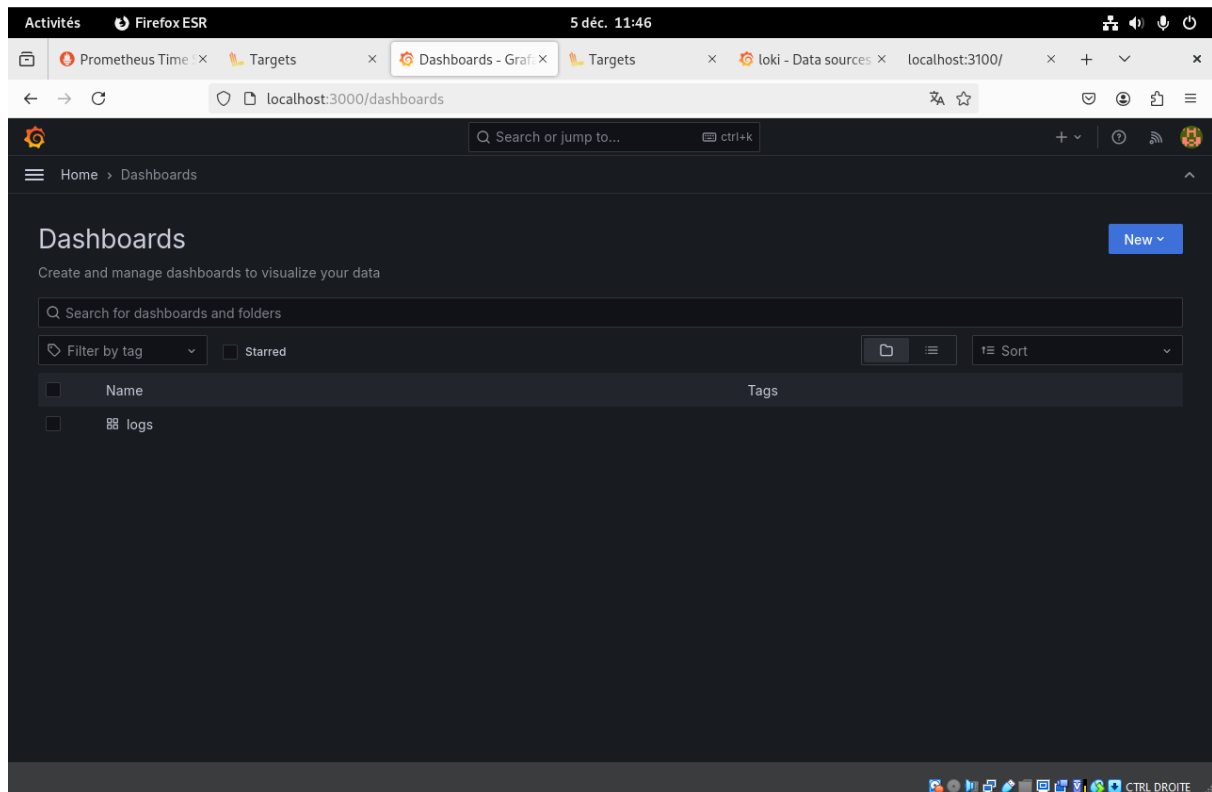 Activités Firefox ESR 5 déc. 11:46
Prometheus Time S Targets Dashboards - Grafa Targets loki - Data sources localhost:3100/
localhost:3000/dashboards
Search or jump to... ctrl+k
Home › Dashboards
Dashboards
New
Create and manage dashboards to visualize your data
Search for dashboards and folders
Filter by tag Starred Sort
Name Tags
logs
CTRL DROITE